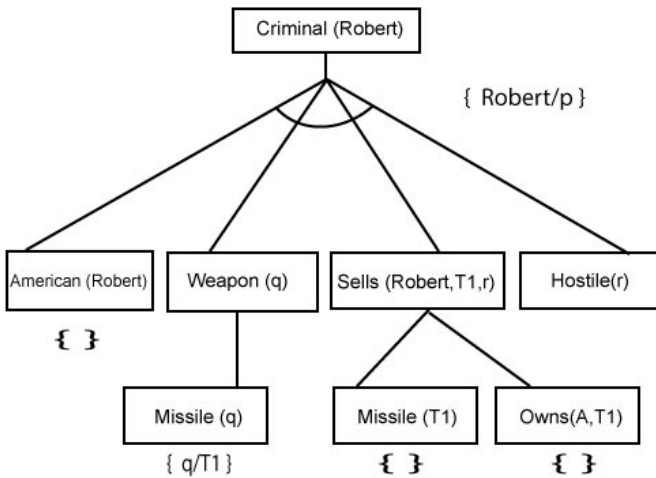 Criminal (Robert)
{ Robert/p }
American (Robert)
Weapon (q)
Sells (Robert,T1,r)
Hostile(r)
{ }
Missile (q)
Missile (T1)
Owns(A,T1)
{ q/T1 }
{ }
{ }